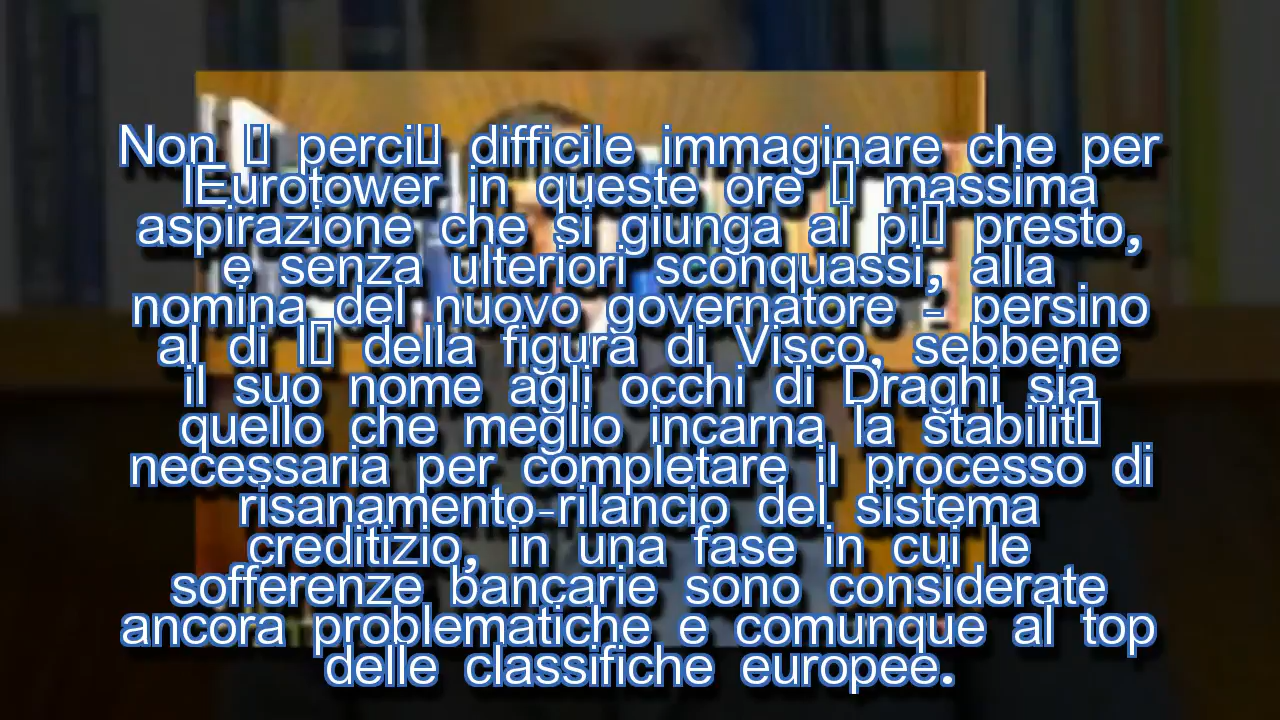 Non ▯ perci▯ difficile immaginare che per
lEurotower in queste ore ▯ massima
aspirazione che si giunga al pi▯ presto,
e senza ulteriori sconquassi, alla
nomina del nuovo governatore - persino
al di l▯ della figura di Visco, sebbene
il suo nome agli occhi di Draghi sia
quello che meglio incarna la stabilit▯
necessaria per completare il processo di
risanamento-rilancio del sistema
creditizio, in una fase in cui le
sofferenze bancarie sono considerate
ancora problematiche e comunque al top
delle classifiche europee.